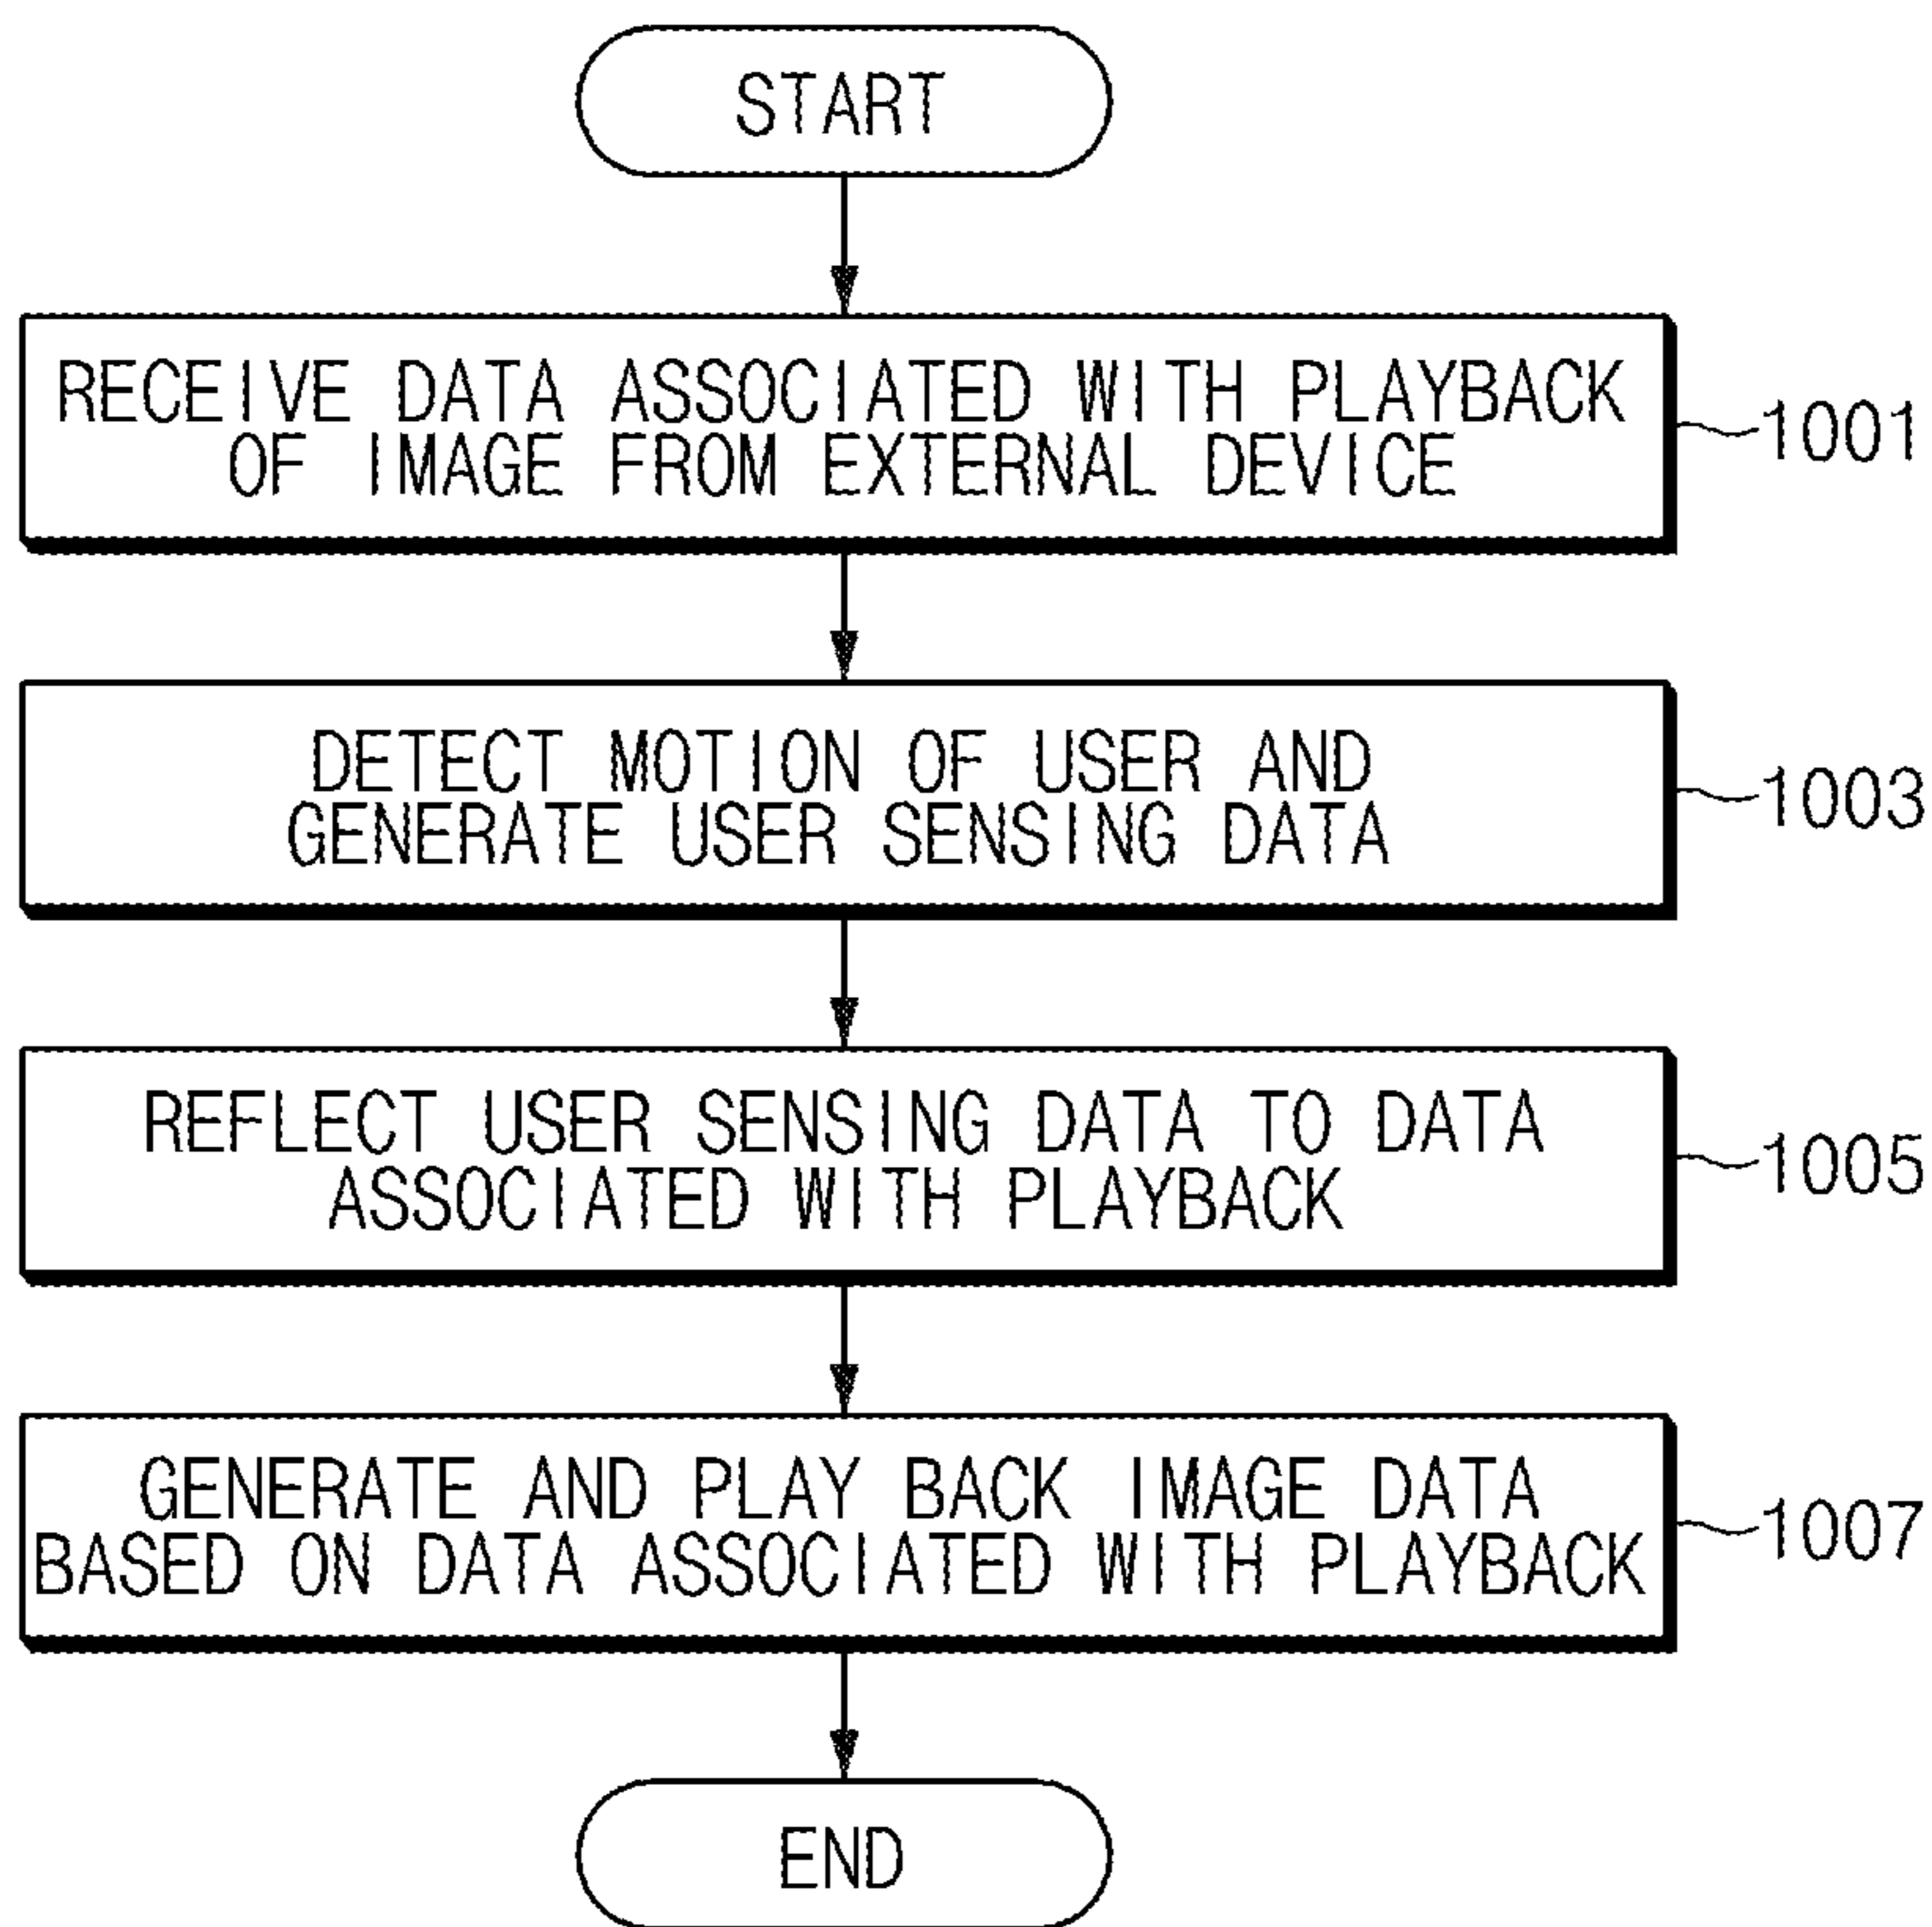 START
RECEIVE DATA ASSOCIATED WITH PLAYBACK
OF IMAGE FROM EXTERNAL DEVICE
1001
DETECT MOTION OF USER AND
GENERATE USER SENSING DATA
1003
REFLECT USER SENSING DATA TO DATA
ASSOCIATED WITH PLAYBACK
1005
GENERATE AND PLAY BACK IMAGE DATA
BASED ON DATA ASSOCIATED WITH PLAYBACK
1007
END